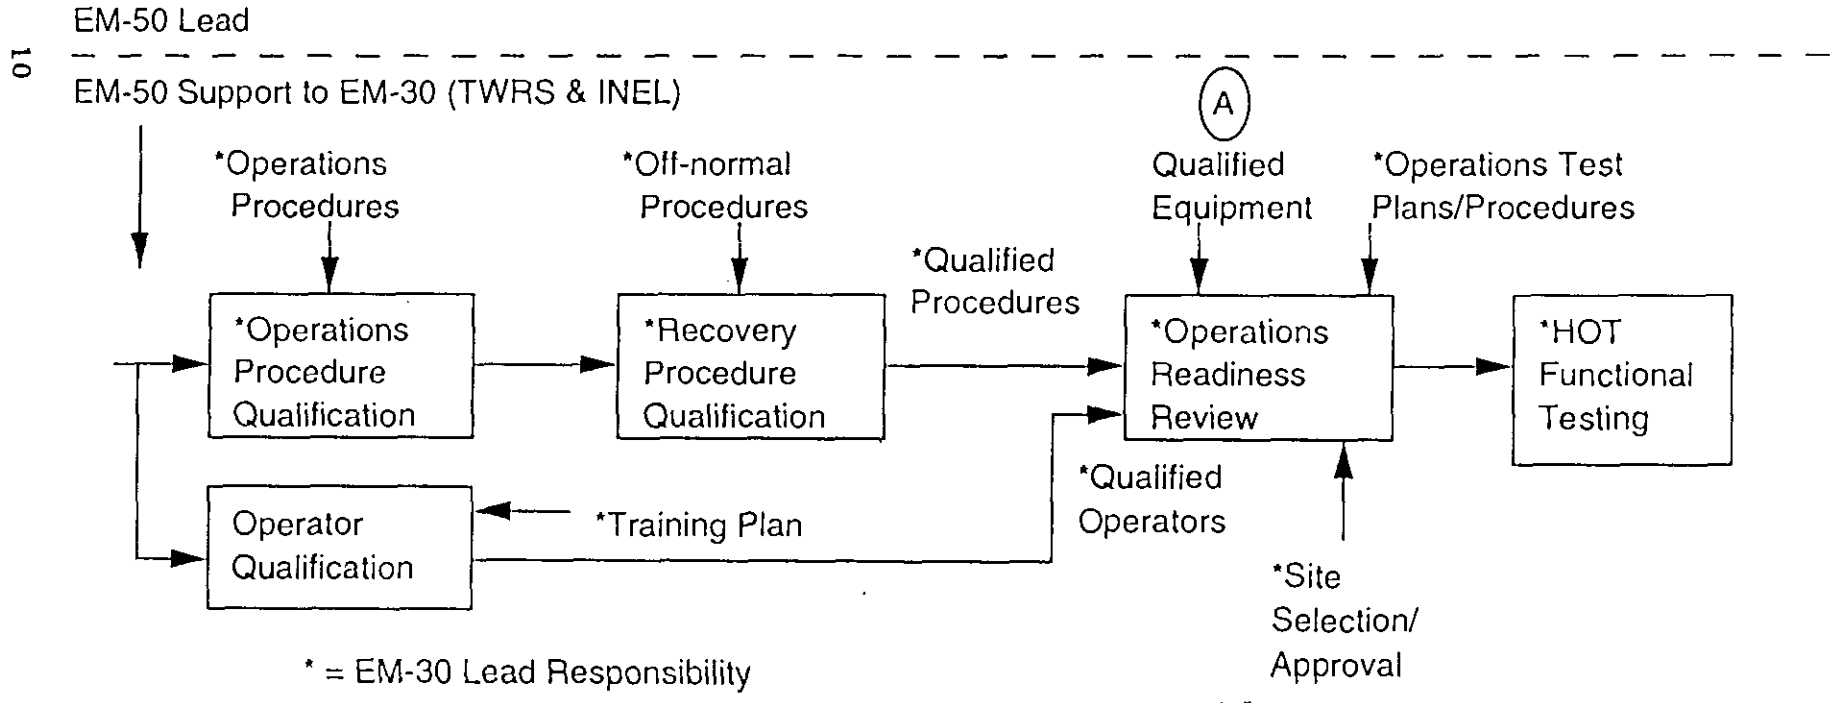 EM-50 Lead
10
EM-50 Support to EM-30 (TWRS & INEL)
A
*Operations
Procedures
*Off-normal
Procedures
Qualified
Equipment
*Operations Test
Plans/Procedures
*Qualified
Procedures
*Operations
Procedure
Qualification
*Recovery
Procedure
Qualification
*Operations
Readiness
Review
*HOT
Functional
Testing
Operator
Qualification
*Training Plan
*Qualified
Operators
*Site
Selection/
Approval
* = EM-30 Lead Responsibility